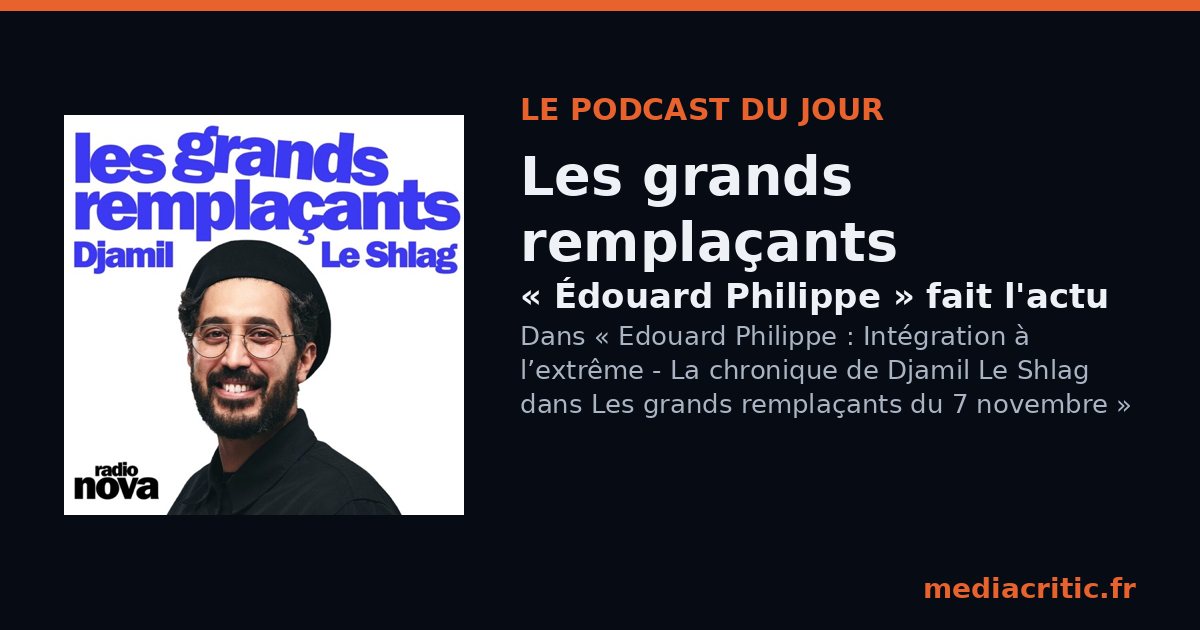 les grands
remplaçants
Djamil Le Shlag
radio
nova
LE PODCAST DU JOUR
Les grands
remplaçants
« Édouard Philippe » fait l'actu
Dans « Edouard Philippe : Intégration à
l’extrême - La chronique de Djamil Le Shlag
dans Les grands remplaçants du 7 novembre »
mediacritic.fr